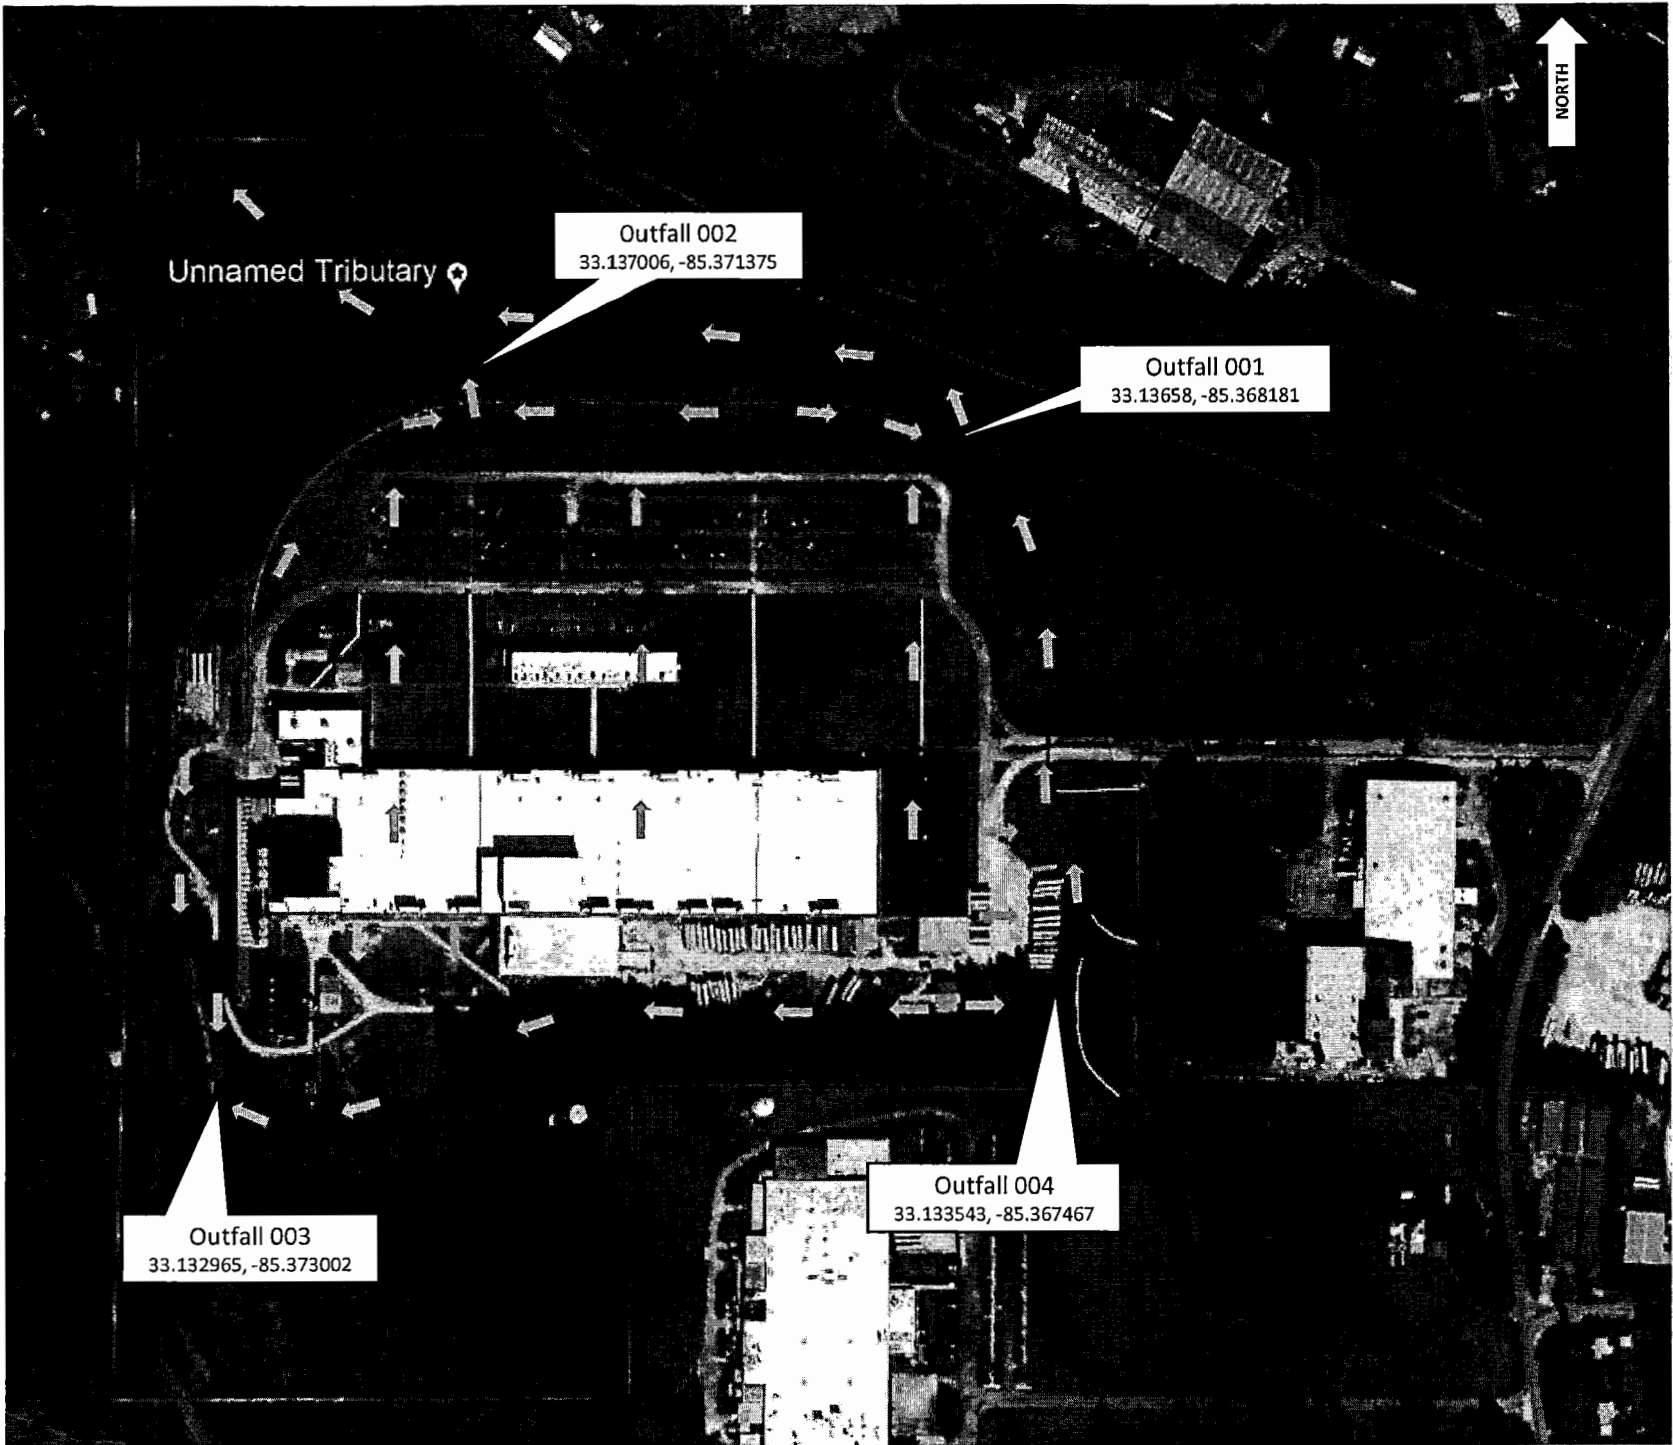 NORTH
Outfall 002
33.137006, -85.371375
Unnamed Tributary
Outfall 001
33.13658, -85.368181
Outfall 004
33.133543, -85.367467
Outfall 003
33.132965, -85.373002